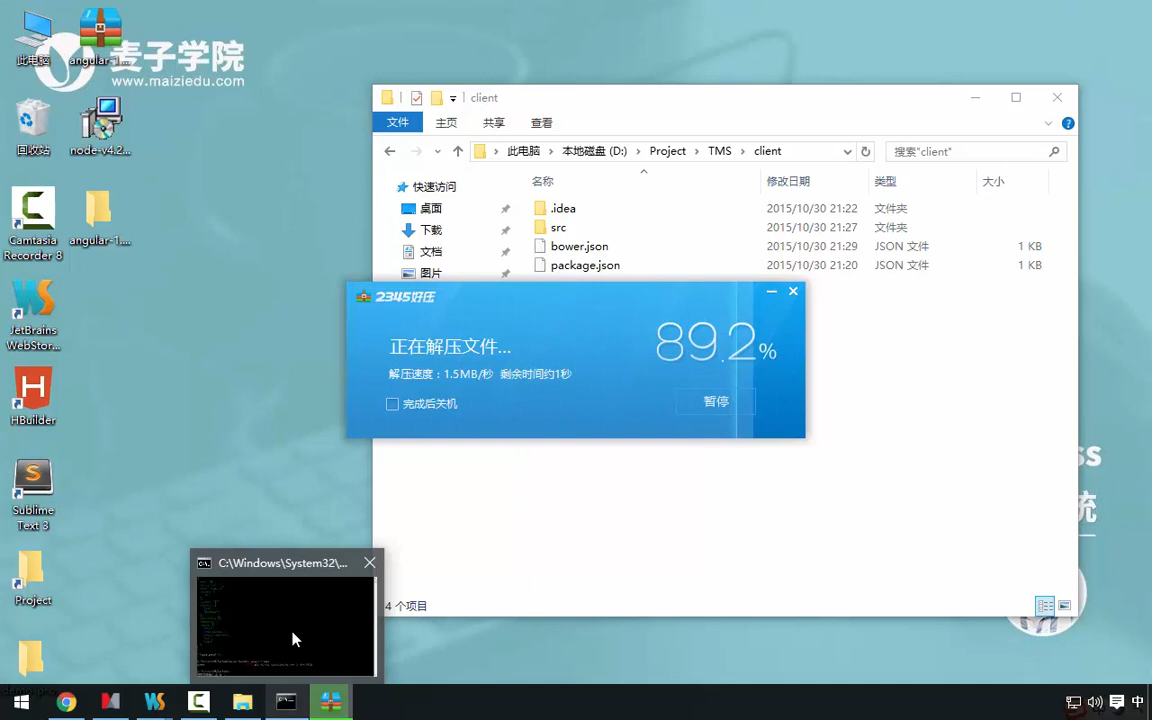 此电脑
angular-1....
麦子学院
www.maiziedu.com
回收站
node-v4.2...
Camtasia
Recorder 8
angular-1....
JetBrains
WebStor...
HBuilder
Sublime
Text 3
Project
client
文件
主页
共享
查看
此电脑
本地磁盘 (D:)
Project
TMS
client
搜索"client"
快速访问
桌面
下载
文档
图片
名称
修改日期
类型
大小
.idea
2015/10/30 21:22
文件夹
src
2015/10/30 21:27
文件夹
bower.json
2015/10/30 21:29
JSON 文件
1 KB
package.json
2015/10/30 21:20
JSON 文件
1 KB
2345好压
正在解压文件...
89.2%
解压速度：1.5MB/秒 剩余时间约1秒
完成后关机
暂停
C:\Windows\System32\...
4 个项目
ss
统
中